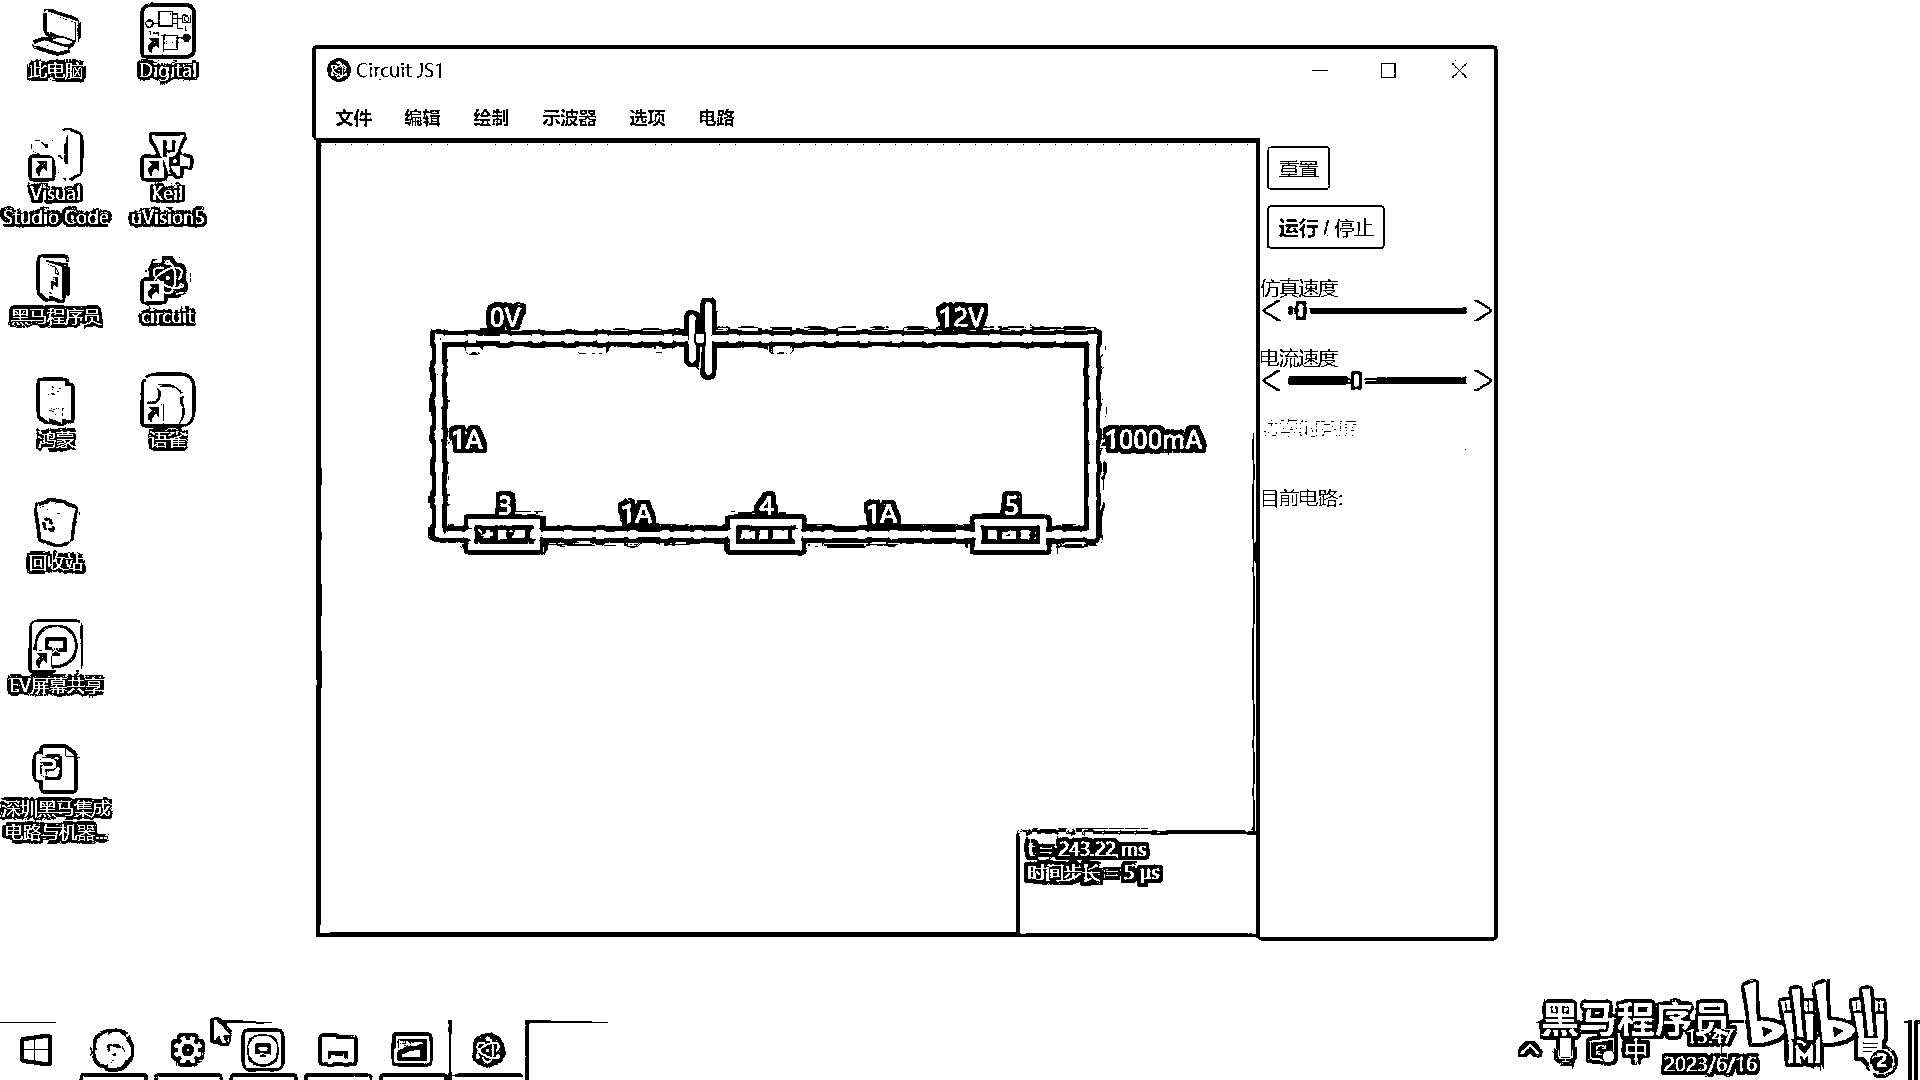 此电脑
Digital
Visual
Studio Code
Keil
uVision5
黑马程序员
circuit
鸿蒙
语雀
回收站
EV屏幕共享
深圳黑马集成
电路与机器...
Circuit JS1
文件 编辑 绘制 示波器 选项 电路
重置
运行 / 停止
仿真速度
电流速度
目前电路:
0V
12V
1A
1000mA
3
1A
4
1A
5
t = 243.22 ms
时间步长 = 5 μs
黑马程序员
bilibili
中
15:47
2023/6/16
2